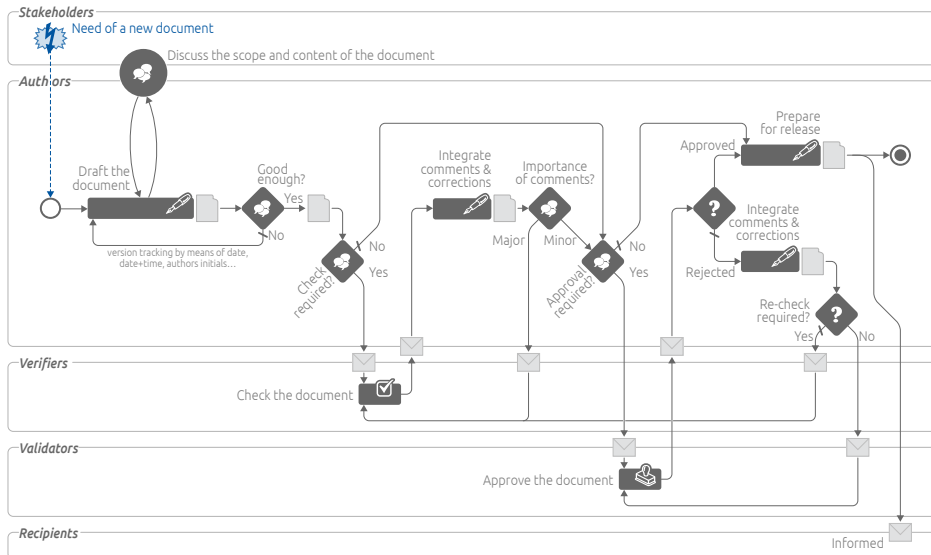 Stakeholders
Need of a new document
Discuss the scope and content of the document
Authors
Draft the
document
Good
enough?
Yes
No
version tracking by means of date,
date+time, authors initials...
Check
required?
No
Yes
Integrate
comments &
corrections
Importance
of comments?
Major
Minor
Approval
required?
No
Yes
Approved
Prepare
for release
?
Rejected
Integrate
comments &
corrections
Re-check
required?
?
Yes
No
Verifiers
Check the document
Validators
Approve the document
Recipients
Informed